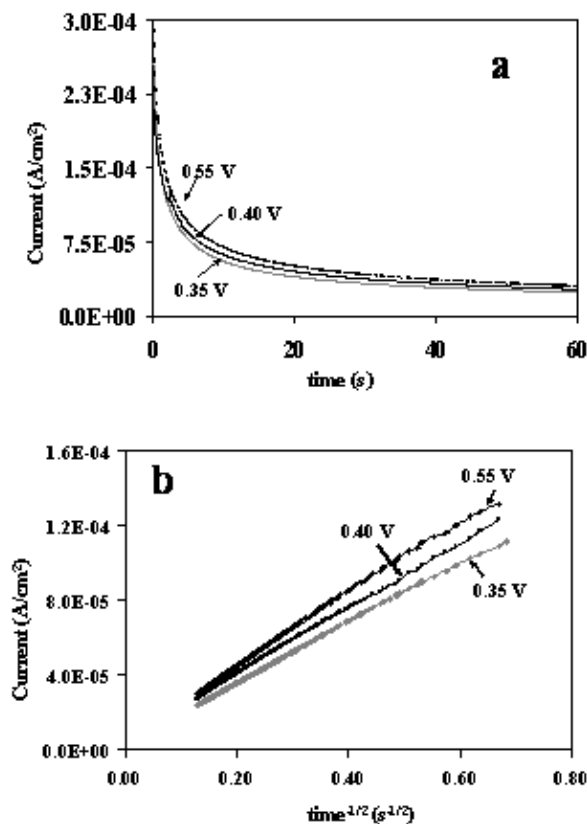 3.0E-04
a
2.3E-04
1.5E-04
7.5E-05
0.0E+00
Current (A/cm²)
0.55 V
0.40 V
0.35 V
0
20
40
60
time (s)
1.6E-04
b
1.2E-04
8.0E-05
4.0E-05
0.0E+00
Current (A/cm²)
0.55 V
0.40 V
0.35 V
0.00
0.20
0.40
0.60
0.80
time⁻¹/² (s⁻¹/²)